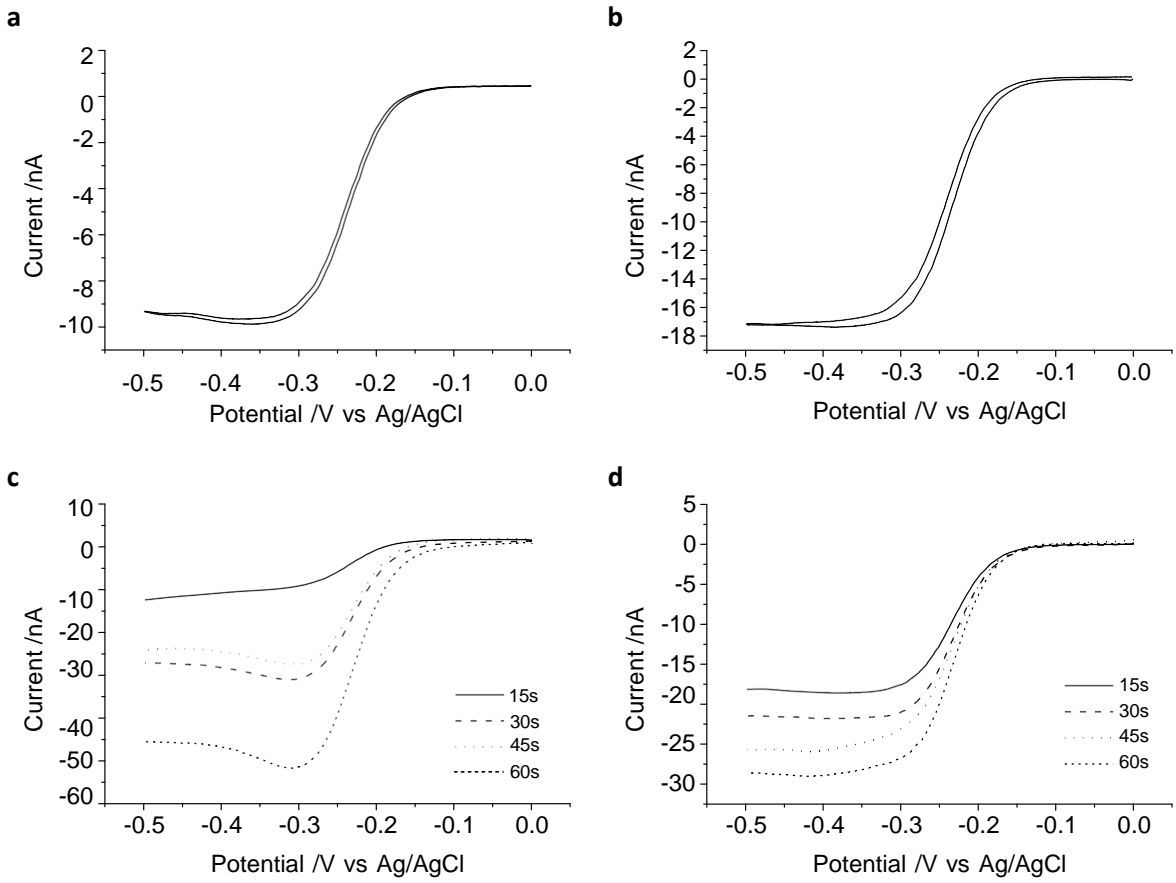 a
2
0
-2
-4
-6
-8
-10
Current /nA
-0.5 -0.4 -0.3 -0.2 -0.1 0.0
Potential /V vs Ag/AgCl
b
2
0
-2
-4
-6
-8
-10
-12
-14
-16
-18
Current /nA
-0.5 -0.4 -0.3 -0.2 -0.1 0.0
Potential /V vs Ag/AgCl
c
10
0
-10
-20
-30
-40
-50
-60
Current /nA
15s
30s
45s
60s
-0.5 -0.4 -0.3 -0.2 -0.1 0.0
Potential /V vs Ag/AgCl
d
5
0
-5
-10
-15
-20
-25
-30
Current /nA
15s
30s
45s
60s
-0.5 -0.4 -0.3 -0.2 -0.1 0.0
Potential /V vs Ag/AgCl